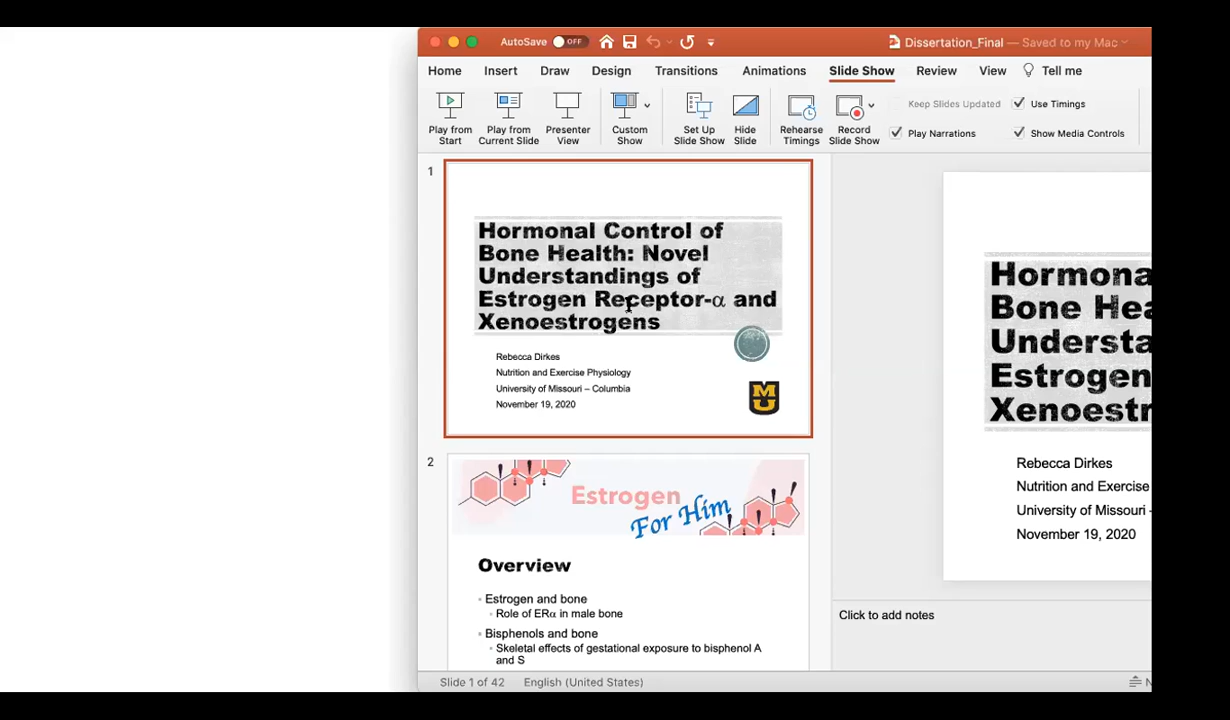 AutoSave OFF Dissertation_Final — Saved to my Mac
Home Insert Draw Design Transitions Animations Slide Show Review View Tell me
Play from Start
Play from Current Slide
Presenter View
Custom Show
Set Up Slide Show
Hide Slide
Rehearse Timings
Record Slide Show
Keep Slides Updated
Play Narrations
Use Timings
Show Media Controls
1
Hormonal Control of
Bone Health: Novel
Understandings of
Estrogen Receptor-α and
Xenoestrogens
Rebecca Dirkes
Nutrition and Exercise Physiology
University of Missouri – Columbia
November 19, 2020
2
Estrogen
For Him
Overview
Estrogen and bone
Role of ERα in male bone
Bisphenols and bone
Skeletal effects of gestational exposure to bisphenol A
and S
Hormona
Bone Hea
Understa
Estrogen
Xenoestr
Rebecca Dirkes
Nutrition and Exercise
University of Missouri -
November 19, 2020
Click to add notes
Slide 1 of 42 English (United States)